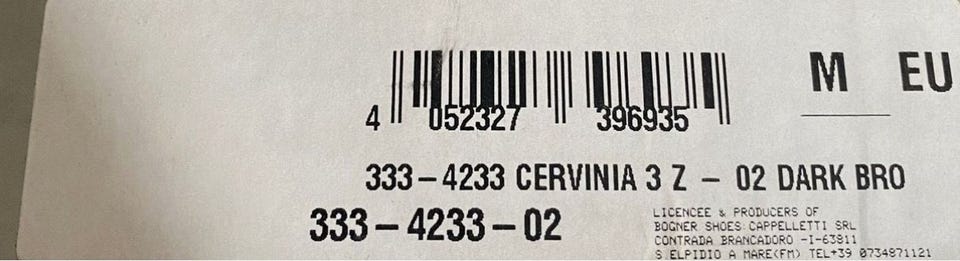 M EU
4 052327 396935
333-4233 CERVINIA 3 Z - 02 DARK BRO
333-4233-02
LICENCEE & PRODUCERS OF
BOGNER SHOES:CAPPELLETTI SRL
CONTRADA BRANCADORO -I-63811
S ELPIDIO A MARE(FM) TEL+39 0734871121